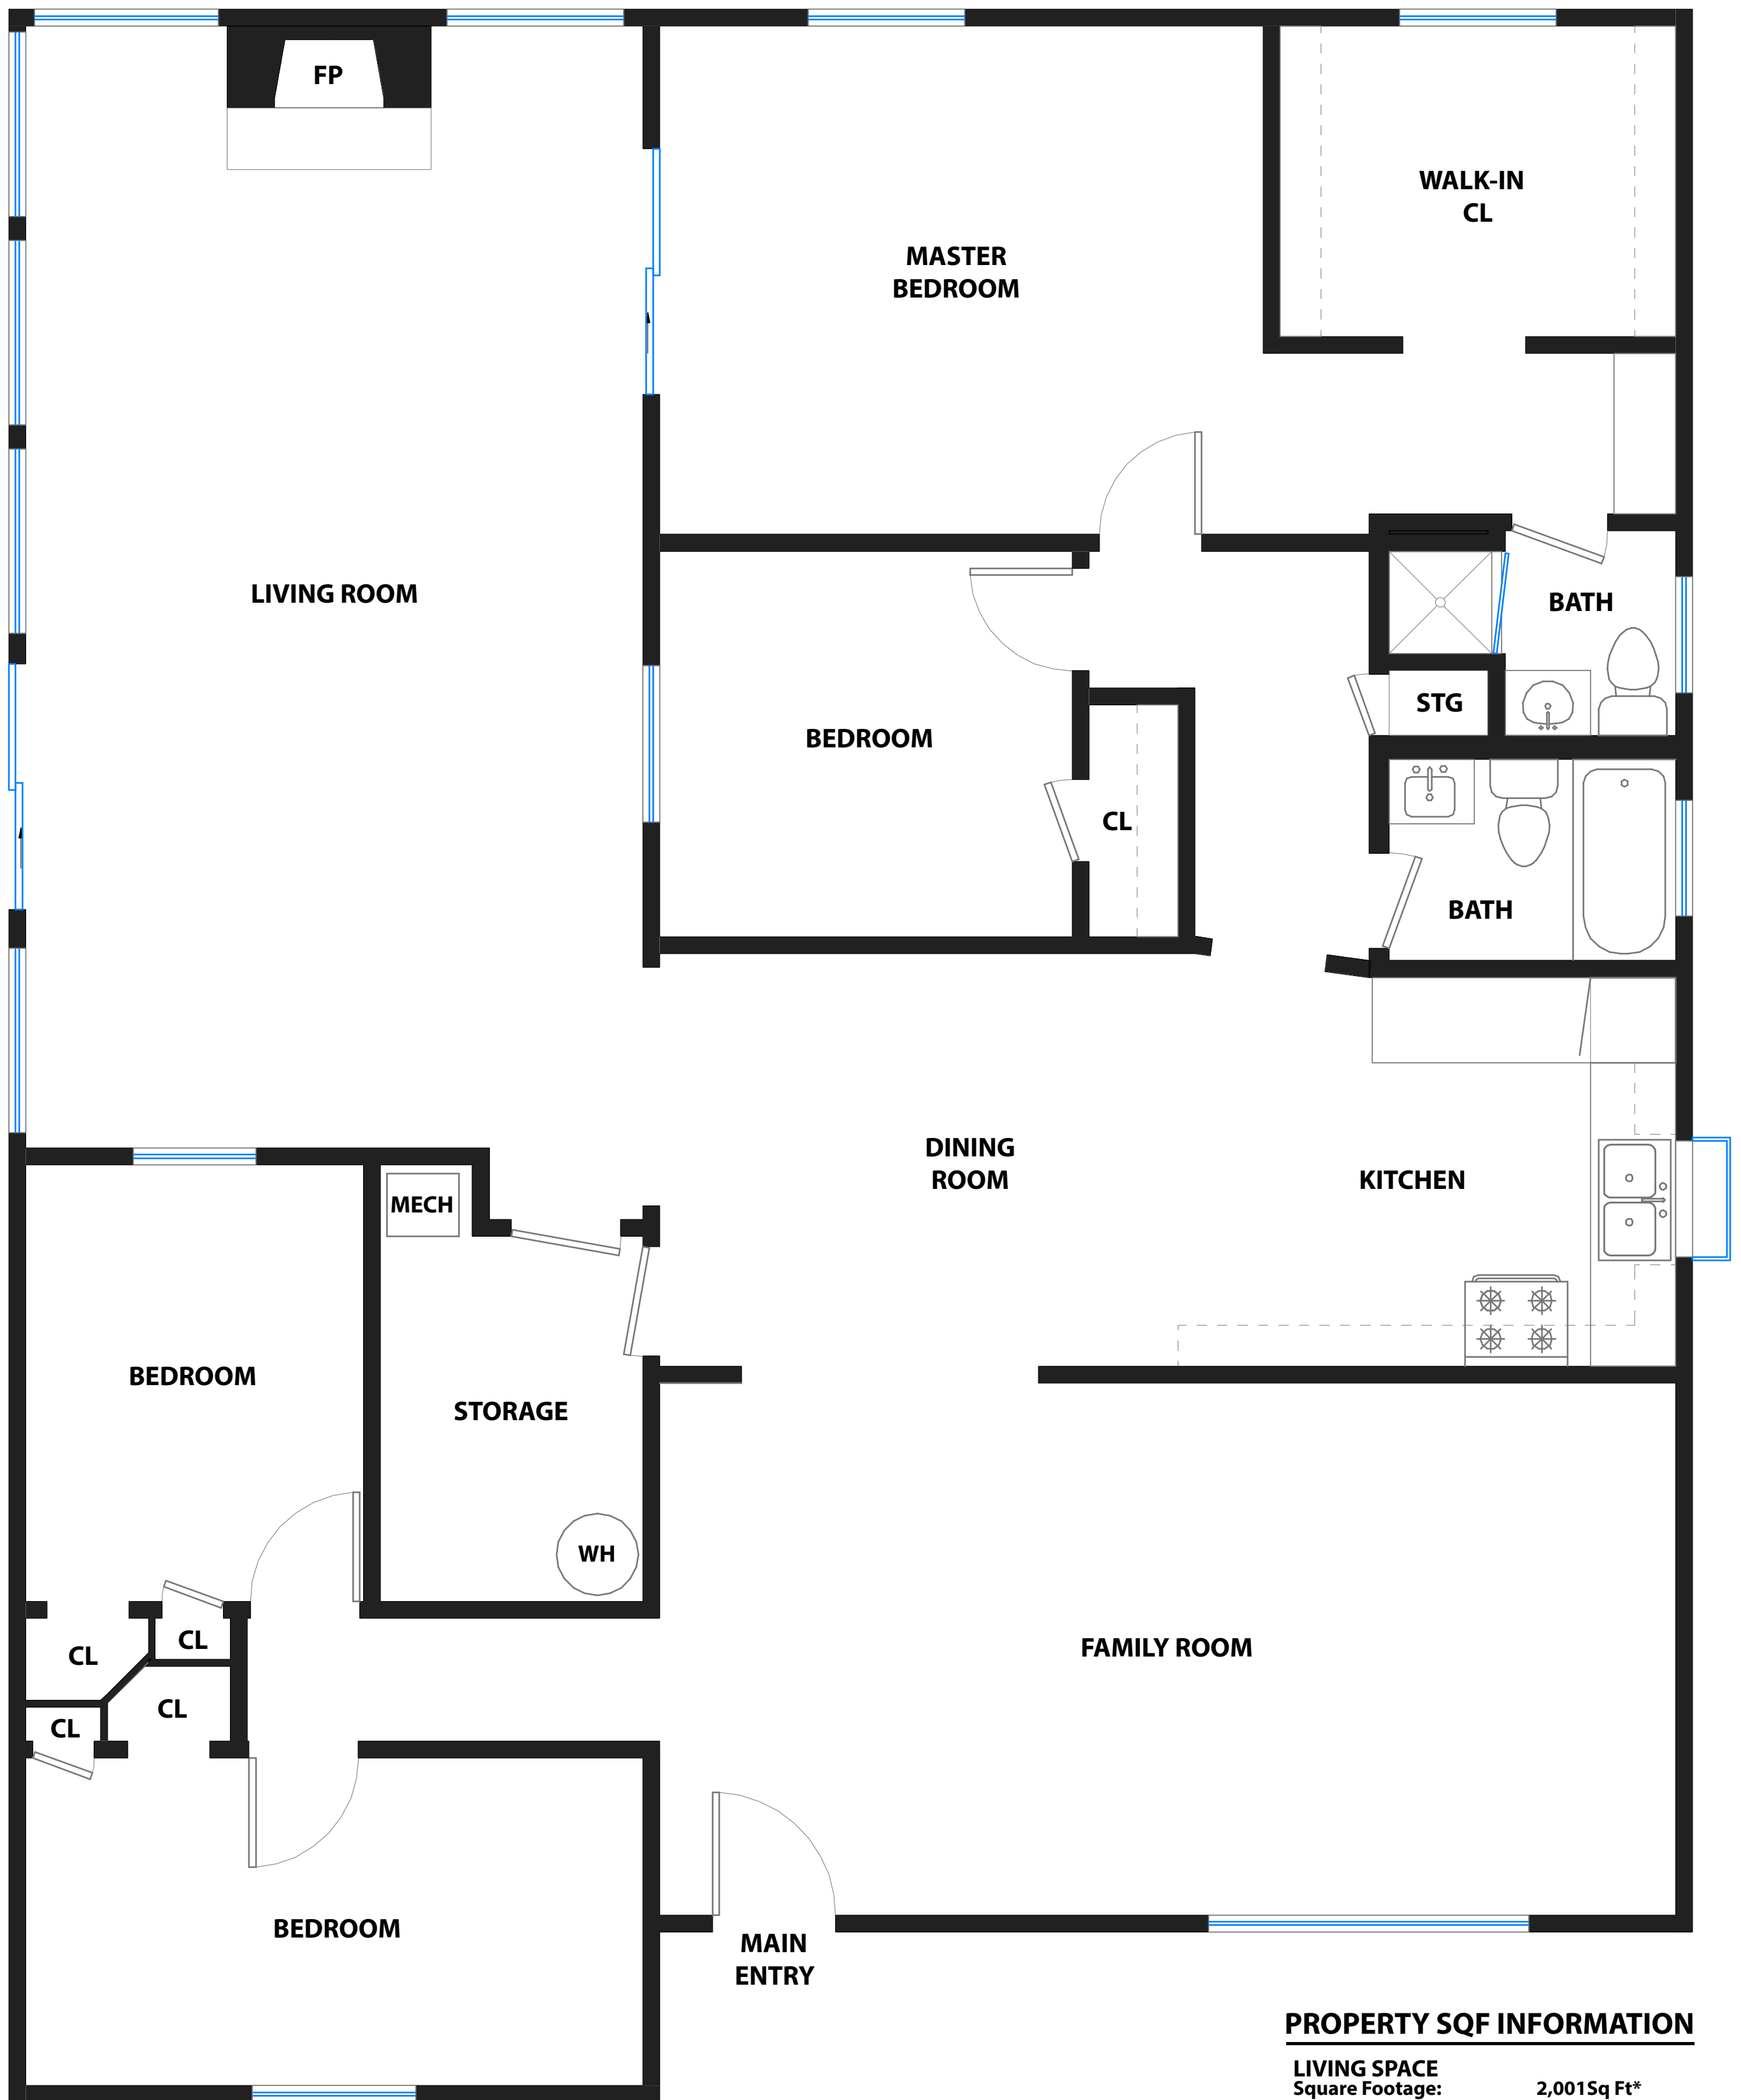 FP
WALK-IN
CL
MASTER
BEDROOM
LIVING ROOM
BATH
STG
BEDROOM
CL
BATH
DINING
ROOM
KITCHEN
MECH
BEDROOM
STORAGE
WH
CL
CL
FAMILY ROOM
CL
CL
BEDROOM
MAIN
ENTRY
PROPERTY SQF INFORMATION
LIVING SPACE
Square Footage: 2,001Sq Ft*